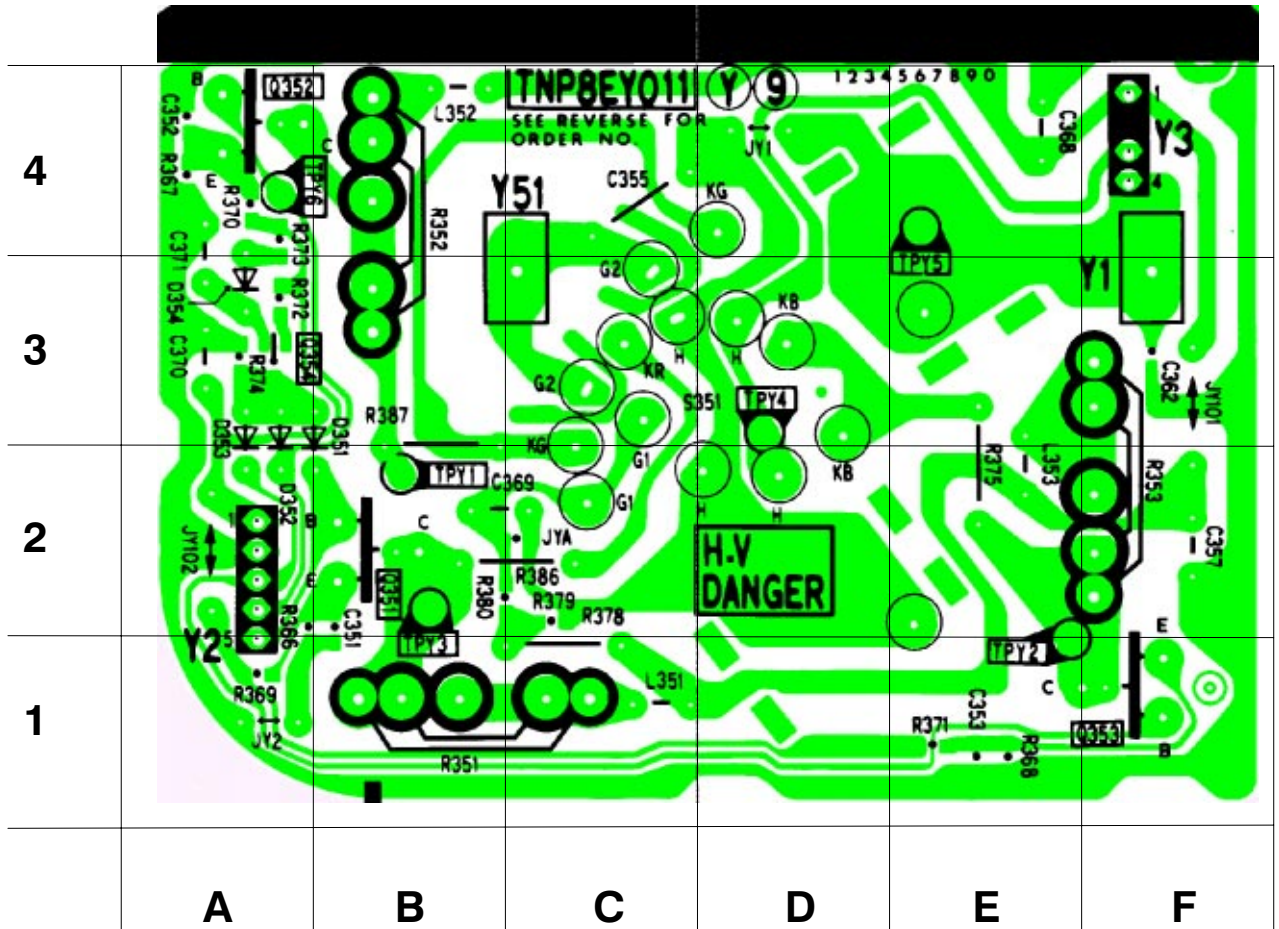 TNP8EY011 Y 9
1234567890
SEE REVERSE FOR
ORDER NO.
B
Q352
L352
C352
C
JY1
C368
1
Y3
4
4
R367
E
R370
TPY6
C355
KG
Y51
R352
R373
C371
G2
TPY5
Y1
D354
R372
KB
3
C370
R374
Q354
H
H
KR
G2
C362
JY101
R387
S351
TPY4
D353
D351
KG
G1
KB
TPY1
C369
R375
L353
R353
D352
G1
H
H
2
1
B
C
JYA
JY102
H.V
DANGER
C357
E
Q351
R380
R386
R379
R378
R366
C351
Y2
5
TPY3
TPY2
E
R369
L351
C
C353
1
JY2
R371
Q353
R351
R368
B
A
B
C
D
E
F